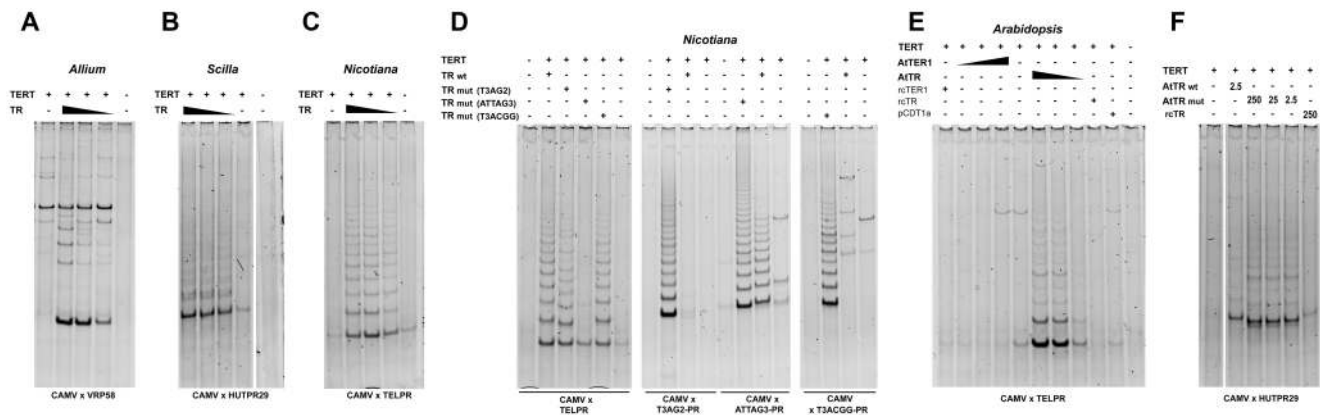 A
Allium
TERT + + + + -
TR - -
CAMV x VRP58
B
Scilla
TERT + + + + -
TR - -
CAMV x HUTPR29
C
Nicotiana
TERT + + + + -
TR - -
CAMV x TELPR
D
Nicotiana
TERT - + + + + + - + + + - + + + + + +
TR wt - + - - - - - - + - - - + - - + -
TR mut (T3AG2) - - + - - - - + - - - - - - - - -
TR mut (ATTAG3) - - - + - - - - - - - + - - - - -
TR mut (T3ACGG) - - - - + - - - - - - - - - + - -
CAMV x TELPR
CAMV x T3AG2-PR
CAMV x ATTAG3-PR
CAMV x T3ACGG-PR
E
Arabidopsis
TERT + + + + + + + + + + -
AtTER1 - - - - - - - -
AtTR - - - - - - - -
rcTER1 + - - - - - - - - - -
rcTR - - - - - - - - + - -
pCDT1a - - - - - - - - - + -
CAMV x TELPR
F
TERT + + + + + +
AtTR wt 2.5
AtTR mut 250 25 2.5
rcTR 250
CAMV x HUTPR29